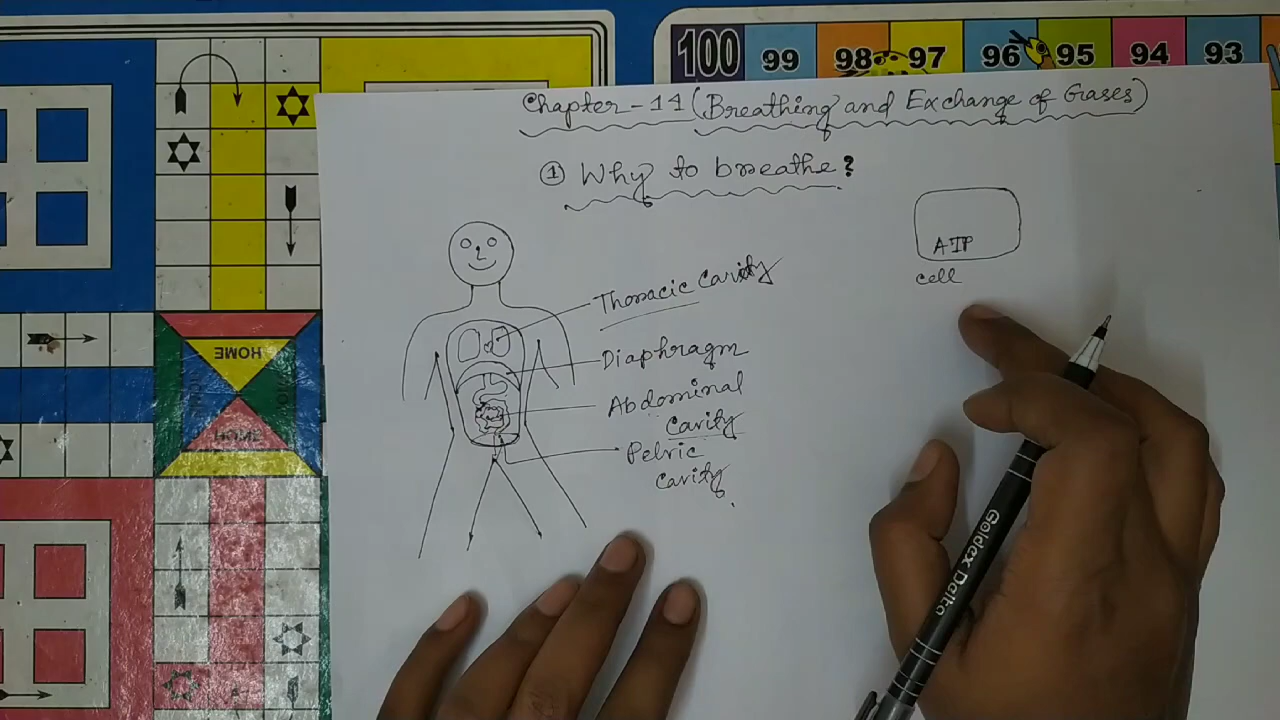 100 99 98 97 96 95 94 93
Chapter-14 (Breathing and Exchange of Gases)
① Why to breathe?
ATP
cell
Thoracic cavity
Diaphragm
Abdominal
cavity
Pelvic
cavity.
HOME
HOME
Goldex Delta